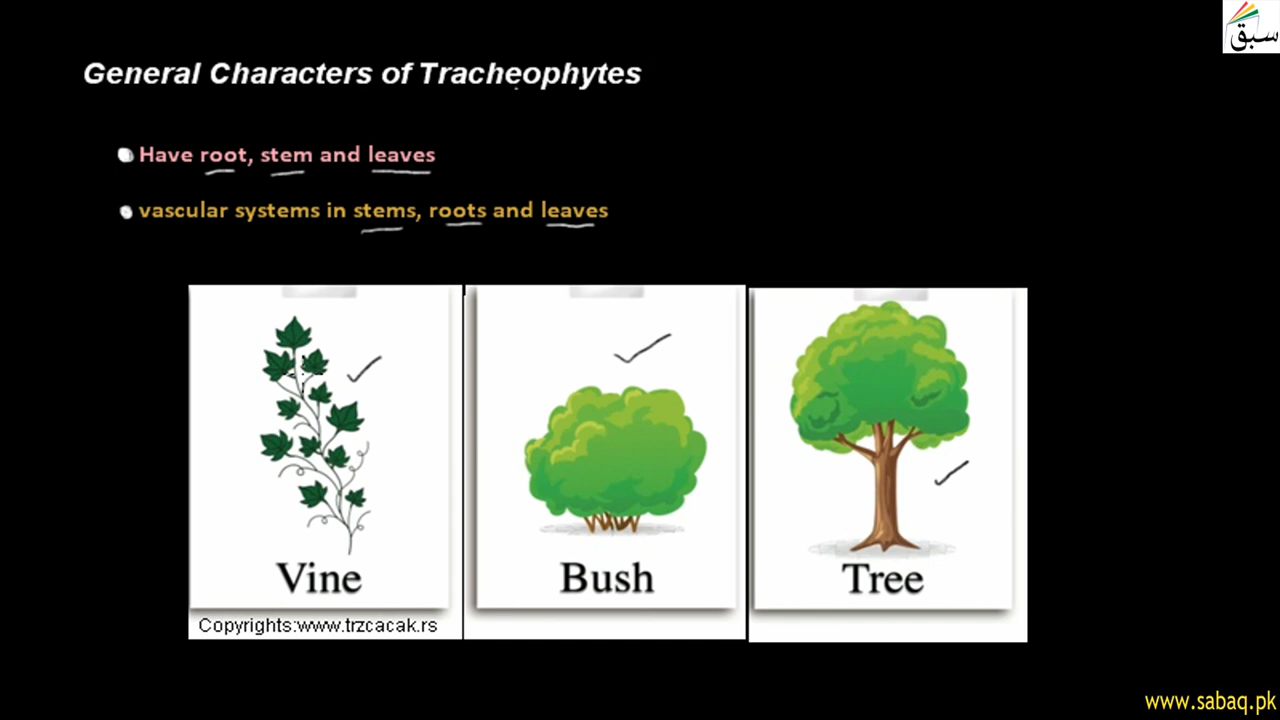 سبق
General Characters of Tracheophytes
Have root, stem and leaves
vascular systems in stems, roots and leaves
Vine
Bush
Tree
Copyrights:www.trzcacak.rs
www.sabaq.pk